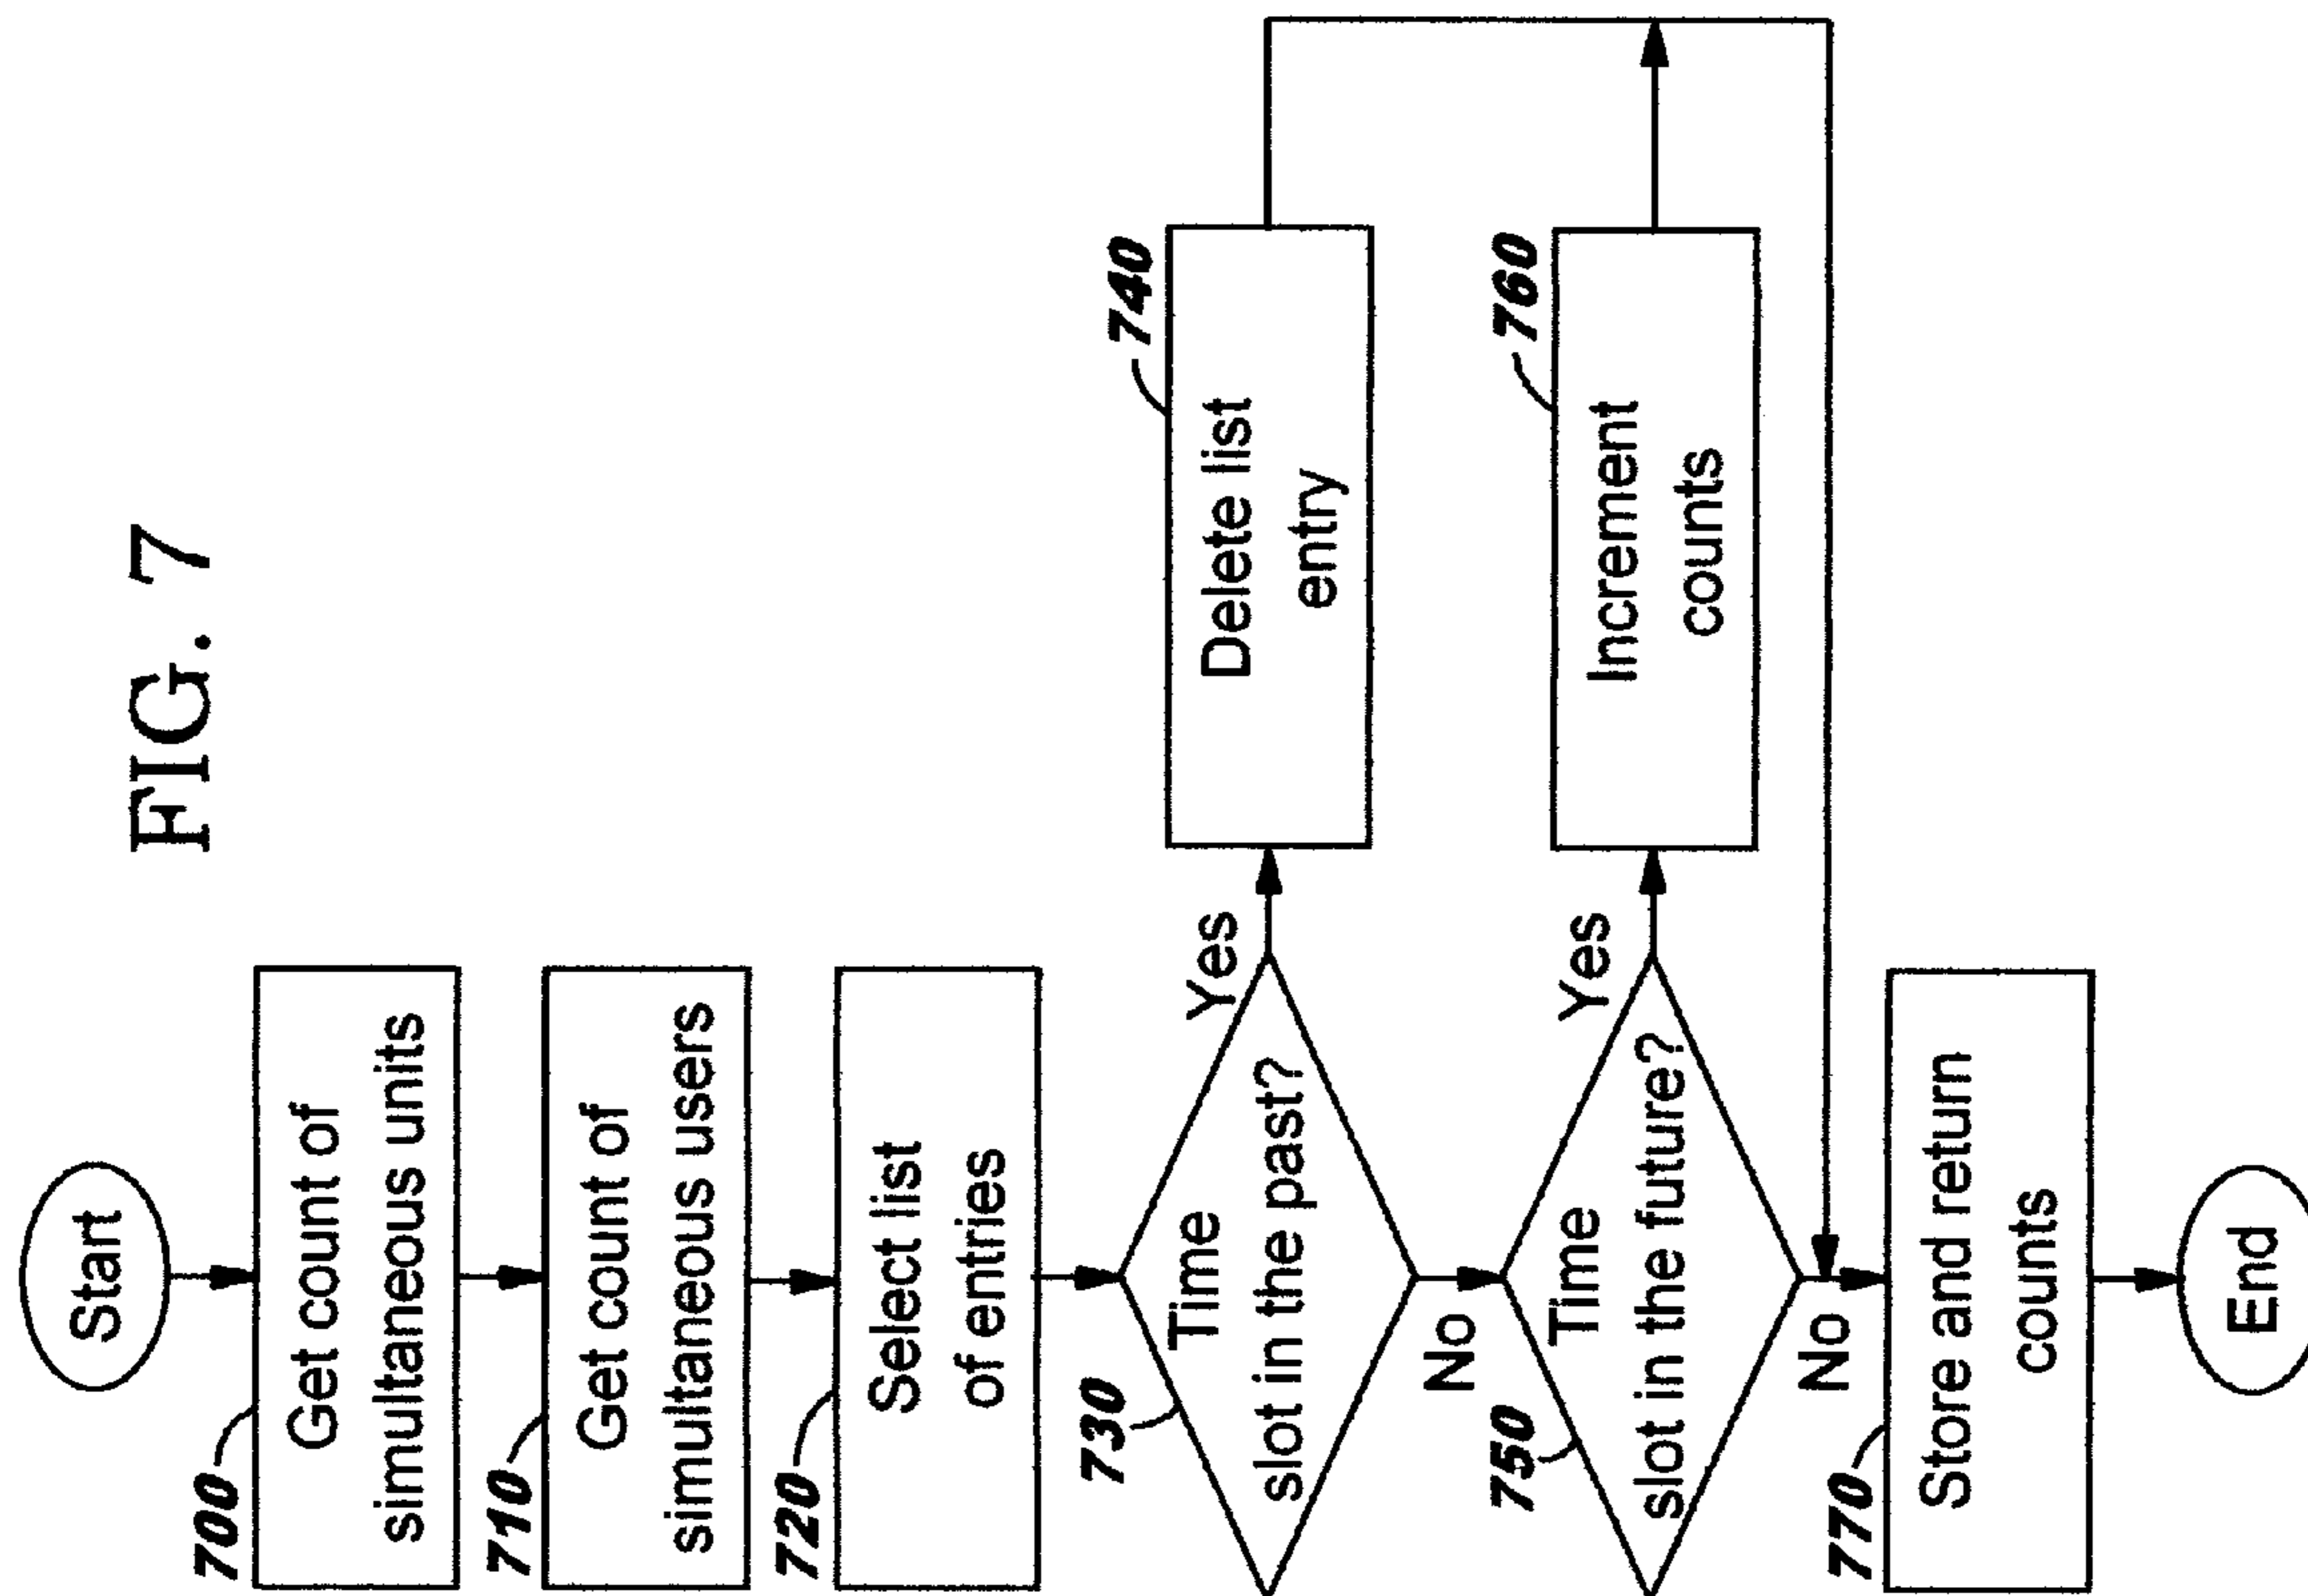 FIG. 7
Start
700
Get count of
simultaneous units
710
Get count of
simultaneous users
720
Select list
of entries
730
Time
slot in the past?
Yes
740
Delete list
entry
No
750
Time
slot in the future?
Yes
760
Increment
counts
No
770
Store and return
counts
End